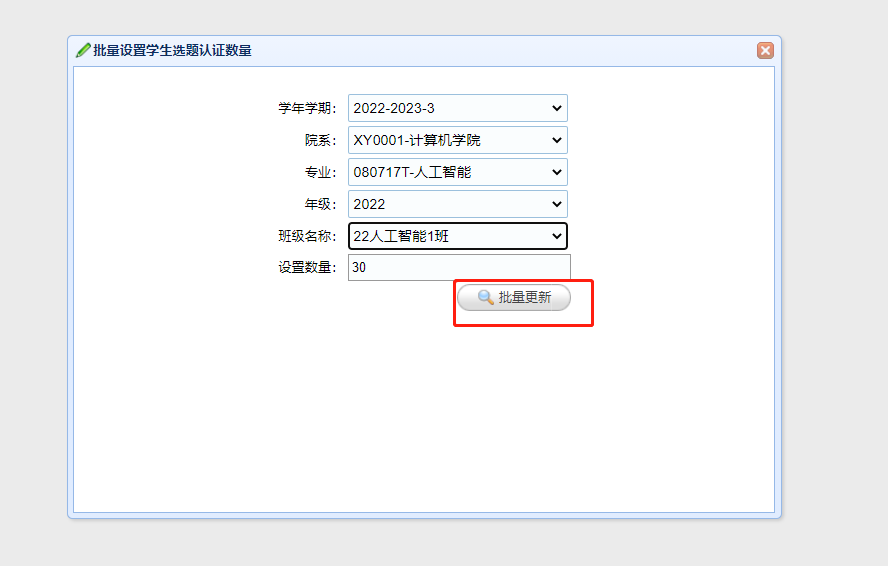 批量设置学生选题认证数量
学年学期： 2022-2023-3
院系： XY0001-计算机学院
专业： 080717T-人工智能
年级： 2022
班级名称： 22人工智能1班
设置数量： 30
批量更新